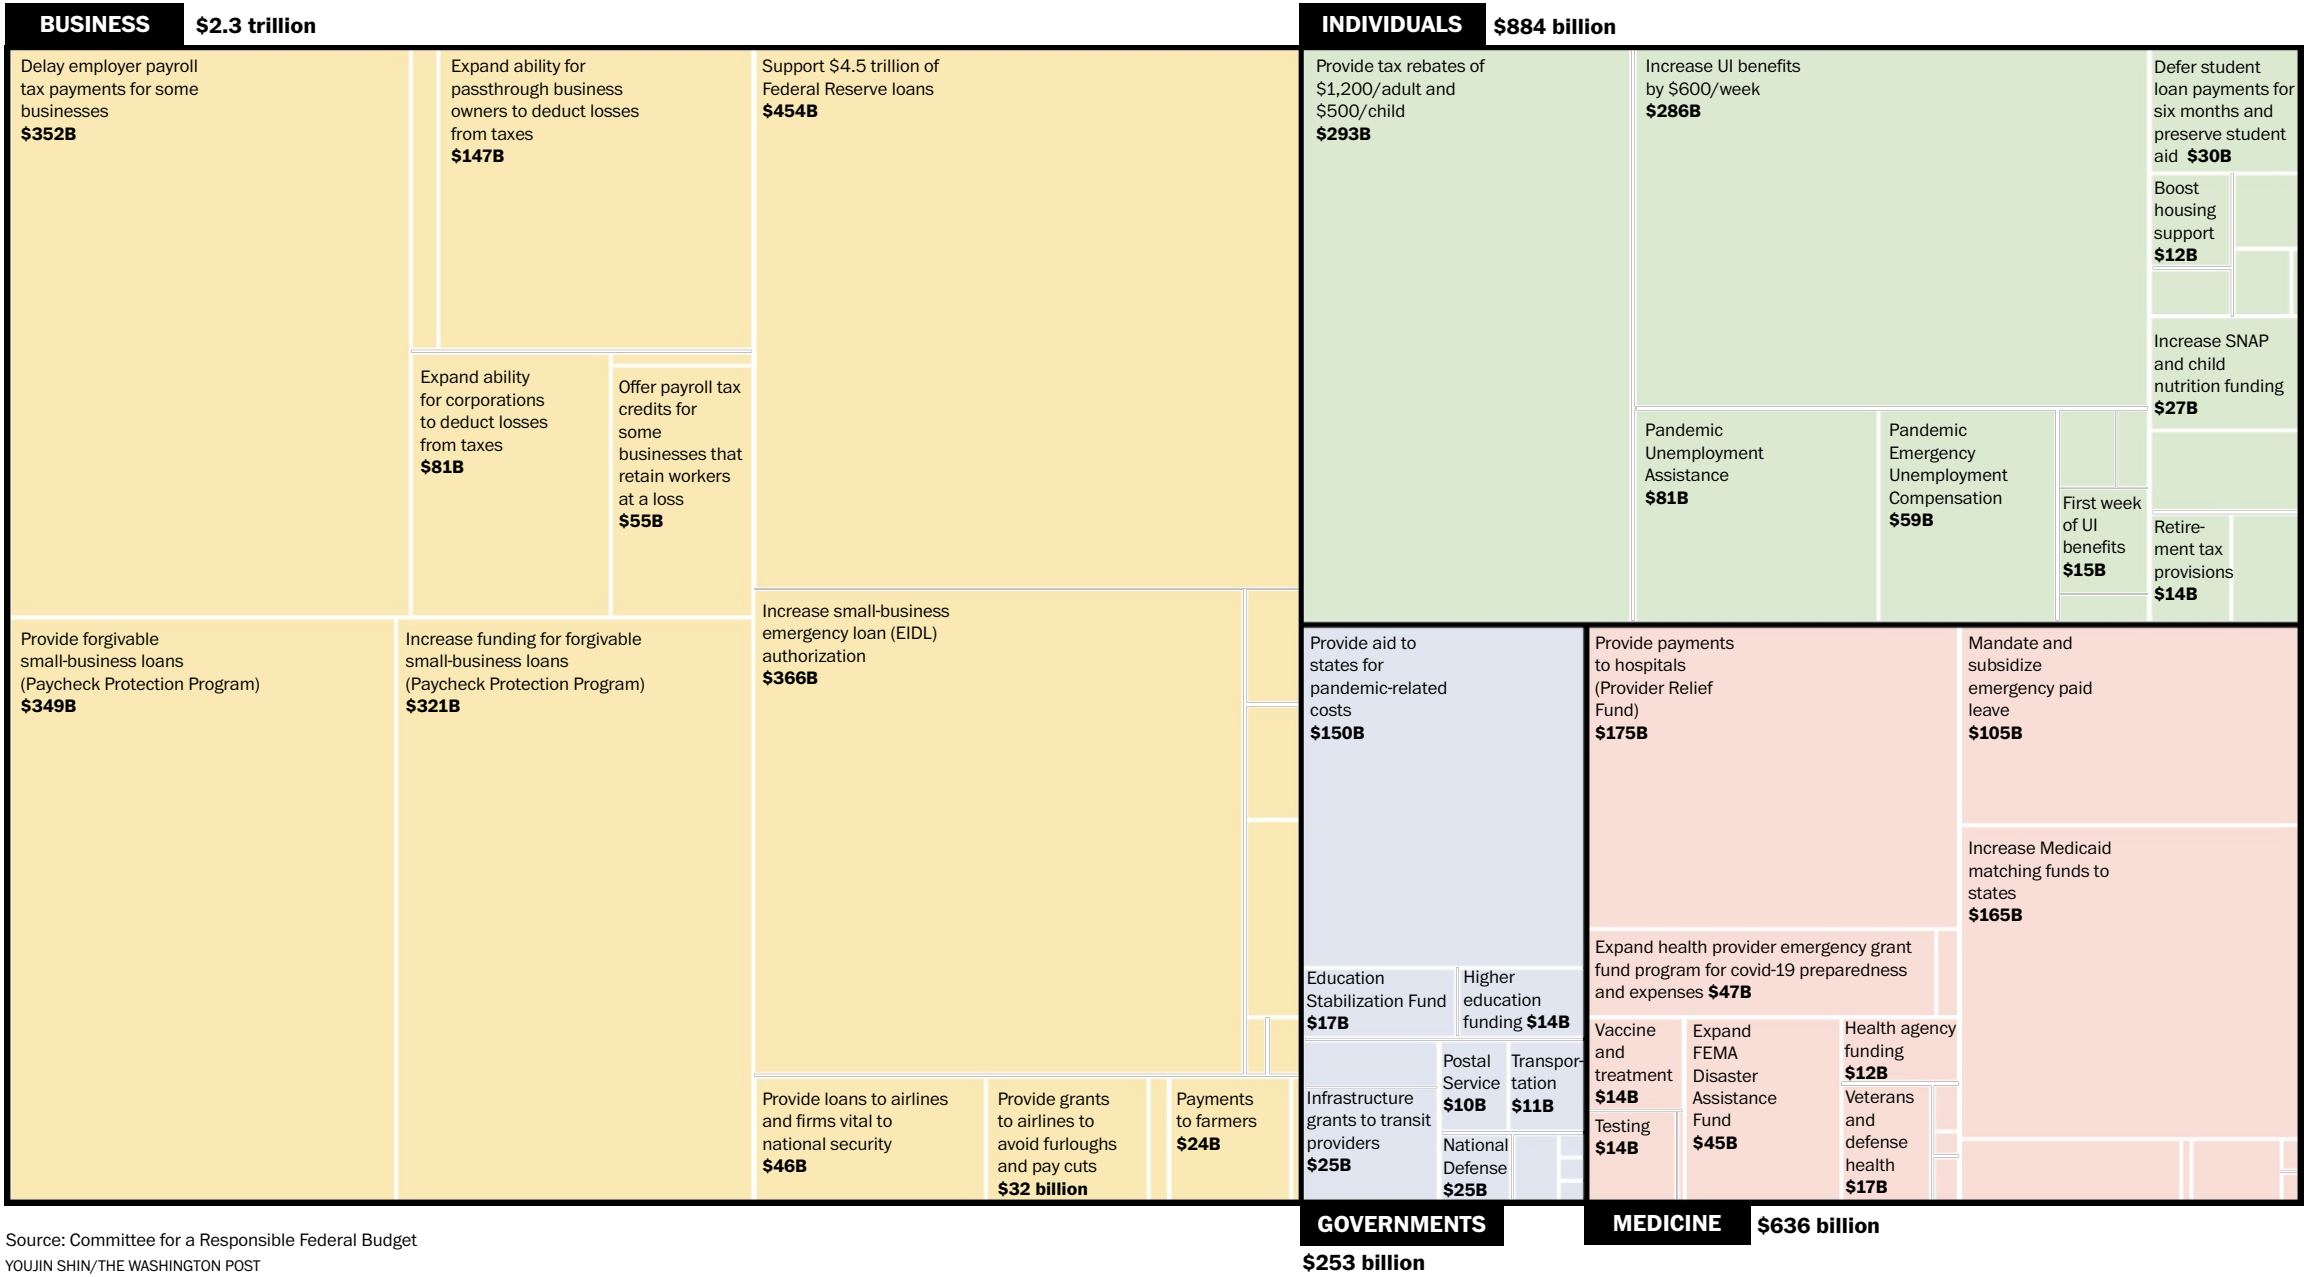 BUSINESS $2.3 trillion
Delay employer payroll
tax payments for some
businesses
$352B
Expand ability for
passthrough business
owners to deduct losses
from taxes
$147B
Support $4.5 trillion of
Federal Reserve loans
$454B
Expand ability
for corporations
to deduct losses
from taxes
$81B
Offer payroll tax
credits for
some
businesses that
retain workers
at a loss
$55B
Provide forgivable
small-business loans
(Paycheck Protection Program)
$349B
Increase funding for forgivable
small-business loans
(Paycheck Protection Program)
$321B
Increase small-business
emergency loan (EIDL)
authorization
$366B
Provide loans to airlines
and firms vital to
national security
$46B
Provide grants
to airlines to
avoid furloughs
and pay cuts
$32 billion
Payments
to farmers
$24B
INDIVIDUALS $884 billion
Provide tax rebates of
$1,200/adult and
$500/child
$293B
Increase UI benefits
by $600/week
$286B
Defer student
loan payments for
six months and
preserve student
aid $30B
Boost
housing
support
$12B
Increase SNAP
and child
nutrition funding
$27B
Pandemic
Unemployment
Assistance
$81B
Pandemic
Emergency
Unemployment
Compensation
$59B
First week
of UI
benefits
$15B
Retire-
ment tax
provisions
$14B
Provide aid to
states for
pandemic-related
costs
$150B
Education
Stabilization Fund
$17B
Higher
education
funding $14B
Infrastructure
grants to transit
providers
$25B
Postal
Service
$10B
Transpor-
tation
$11B
National
Defense
$25B
GOVERNMENTS
$253 billion
Provide payments
to hospitals
(Provider Relief
Fund)
$175B
Mandate and
subsidize
emergency paid
leave
$105B
Increase Medicaid
matching funds to
states
$165B
Expand health provider emergency grant
fund program for covid-19 preparedness
and expenses $47B
Vaccine
and
treatment
$14B
Testing
$14B
Expand
FEMA
Disaster
Assistance
Fund
$45B
Health agency
funding
$12B
Veterans
and
defense
health
$17B
MEDICINE $636 billion
Source: Committee for a Responsible Federal Budget
YOUJIN SHIN/THE WASHINGTON POST